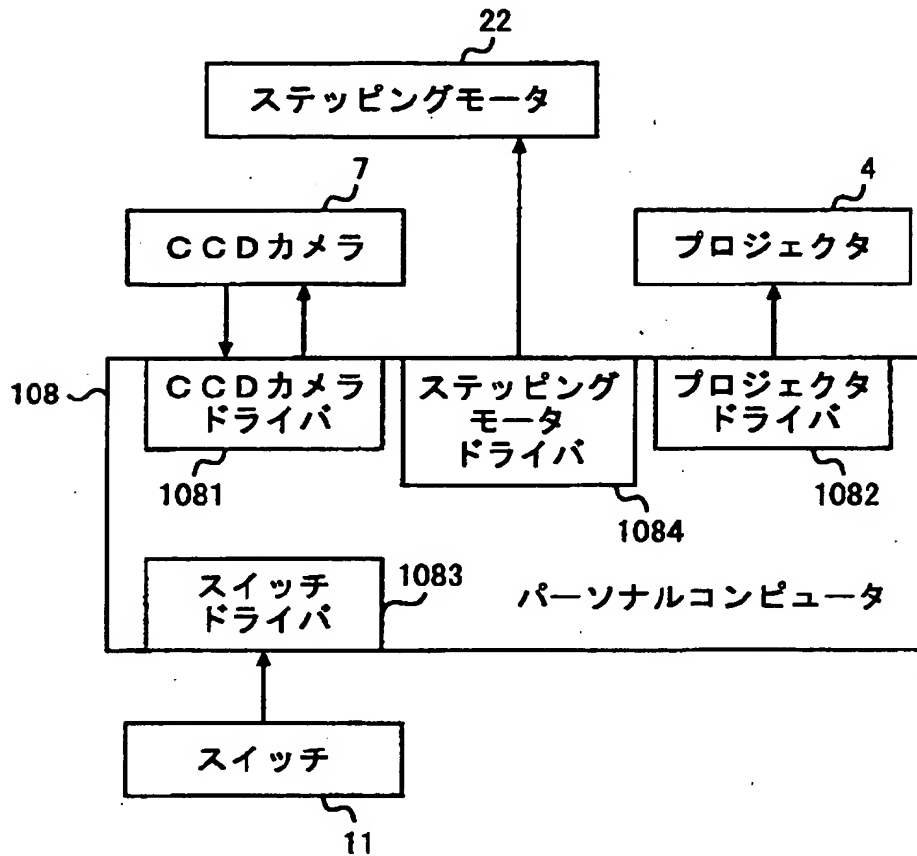 22
ステッピングモータ
7
4
CCDカメラ
プロジェクタ
108
CCDカメラ
ドライバ
ステッピング
モータ
ドライバ
プロジェクタ
ドライバ
1081
1084
1082
スイッチ
ドライバ
1083
パーソナルコンピュータ
スイッチ
11